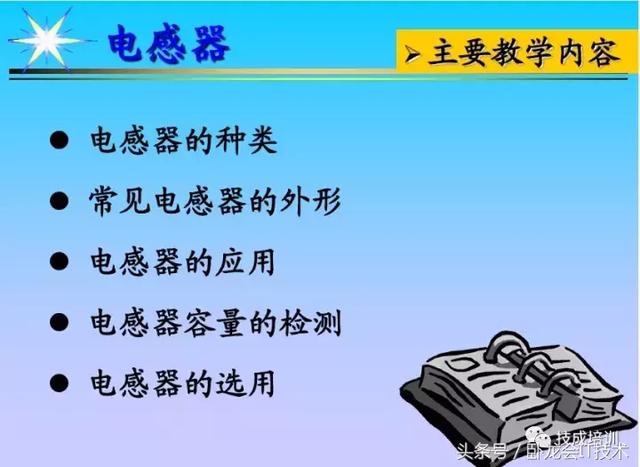 电感器
➢主要教学内容
● 电感器的种类
● 常见电感器的外形
● 电感器的应用
● 电感器容量的检测
● 电感器的选用
技成培训
头条号/卧龙会IT技术